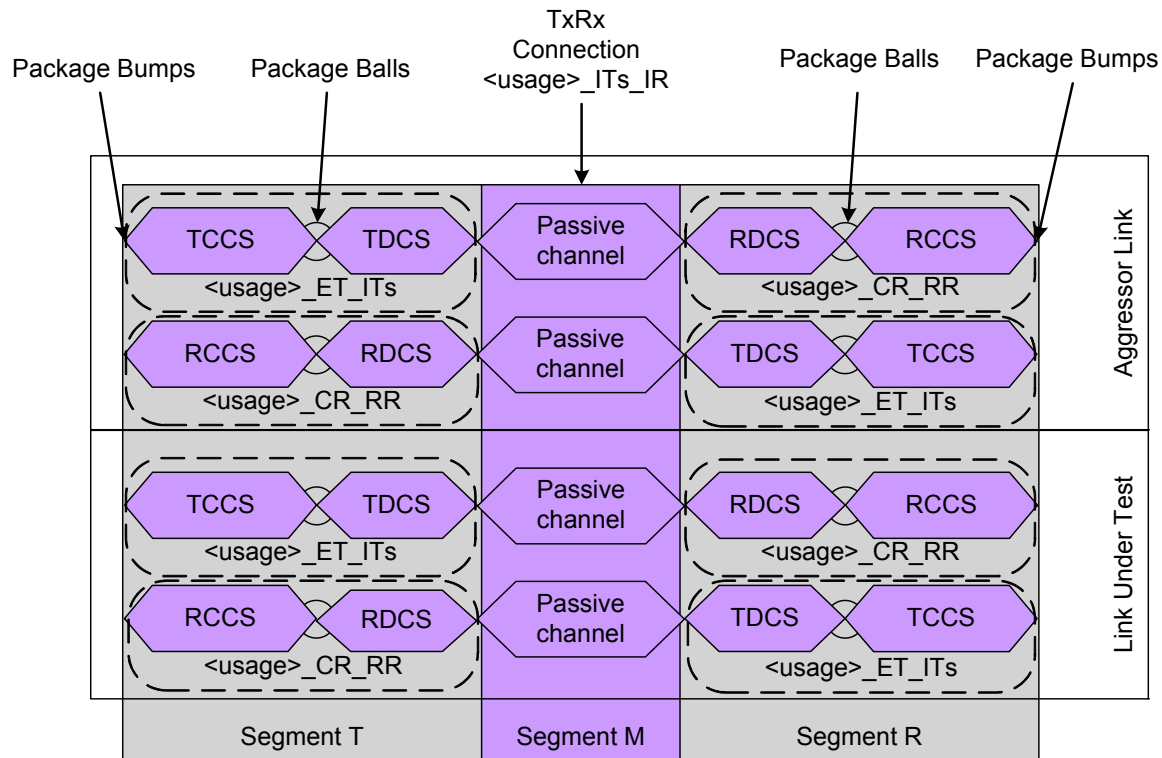 TxRx
Connection
<usage>_ITs_IR
Package Bumps
Package Balls
Package Balls
Package Bumps
TCCS
TDCS
Passive
channel
RDCS
RCCS
<usage>_ET_ITs
<usage>_CR_RR
RCCS
RDCS
Passive
channel
TDCS
TCCS
<usage>_CR_RR
<usage>_ET_ITs
Aggressor Link
TCCS
TDCS
Passive
channel
RDCS
RCCS
<usage>_ET_ITs
<usage>_CR_RR
RCCS
RDCS
Passive
channel
TDCS
TCCS
<usage>_CR_RR
<usage>_ET_ITs
Link Under Test
Segment T
Segment M
Segment R